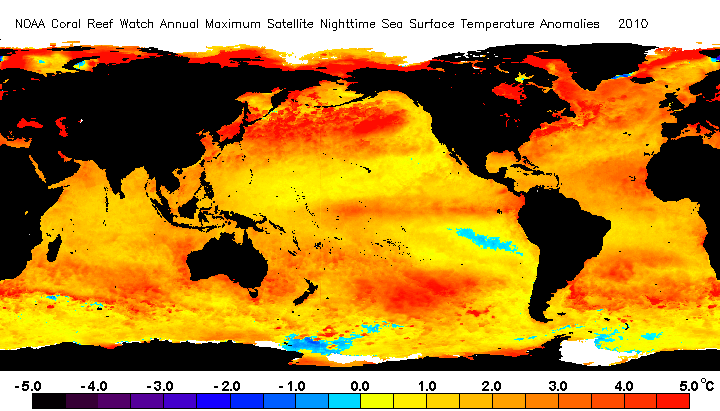 NOAA Coral Reef Watch Annual Maximum Satellite Nighttime Sea Surface Temperature Anomalies 2010
-5.0 -4.0 -3.0 -2.0 -1.0 0.0 1.0 2.0 3.0 4.0 5.0 °C